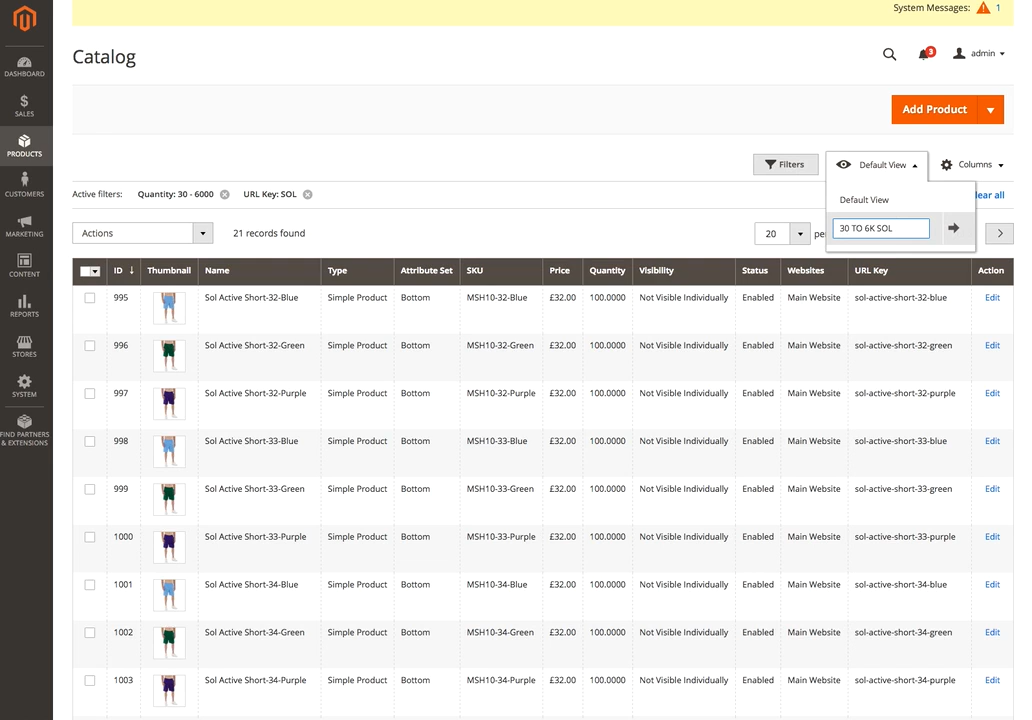 System Messages: 1
Catalog
3
admin
Add Product
Filters
Default View
Columns
Active filters: Quantity: 30 - 6000 URL Key: SOL
Default View
lear all
30 TO 6K SOL
Actions
21 records found
20
pe
ID ↓ Thumbnail Name Type Attribute Set SKU Price Quantity Visibility Status Websites URL Key Action
995 Sol Active Short-32-Blue Simple Product Bottom MSH10-32-Blue £32.00 100.0000 Not Visible Individually Enabled Main Website sol-active-short-32-blue Edit
996 Sol Active Short-32-Green Simple Product Bottom MSH10-32-Green £32.00 100.0000 Not Visible Individually Enabled Main Website sol-active-short-32-green Edit
997 Sol Active Short-32-Purple Simple Product Bottom MSH10-32-Purple £32.00 100.0000 Not Visible Individually Enabled Main Website sol-active-short-32-purple Edit
998 Sol Active Short-33-Blue Simple Product Bottom MSH10-33-Blue £32.00 100.0000 Not Visible Individually Enabled Main Website sol-active-short-33-blue Edit
999 Sol Active Short-33-Green Simple Product Bottom MSH10-33-Green £32.00 100.0000 Not Visible Individually Enabled Main Website sol-active-short-33-green Edit
1000 Sol Active Short-33-Purple Simple Product Bottom MSH10-33-Purple £32.00 100.0000 Not Visible Individually Enabled Main Website sol-active-short-33-purple Edit
1001 Sol Active Short-34-Blue Simple Product Bottom MSH10-34-Blue £32.00 100.0000 Not Visible Individually Enabled Main Website sol-active-short-34-blue Edit
1002 Sol Active Short-34-Green Simple Product Bottom MSH10-34-Green £32.00 100.0000 Not Visible Individually Enabled Main Website sol-active-short-34-green Edit
1003 Sol Active Short-34-Purple Simple Product Bottom MSH10-34-Purple £32.00 100.0000 Not Visible Individually Enabled Main Website sol-active-short-34-purple Edit
DASHBOARD
$
SALES
PRODUCTS
CUSTOMERS
MARKETING
CONTENT
REPORTS
STORES
SYSTEM
FIND PARTNERS
& EXTENSIONS